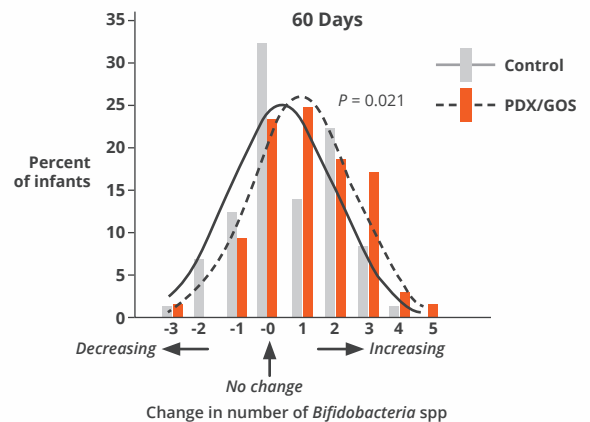 60 Days
35
30
25
20
15
10
5
0
Percent
of infants
P = 0.021
Control
PDX/GOS
-3 -2 -1 -0 1 2 3 4 5
Decreasing Increasing
No change
Change in number of Bifidobacteria spp